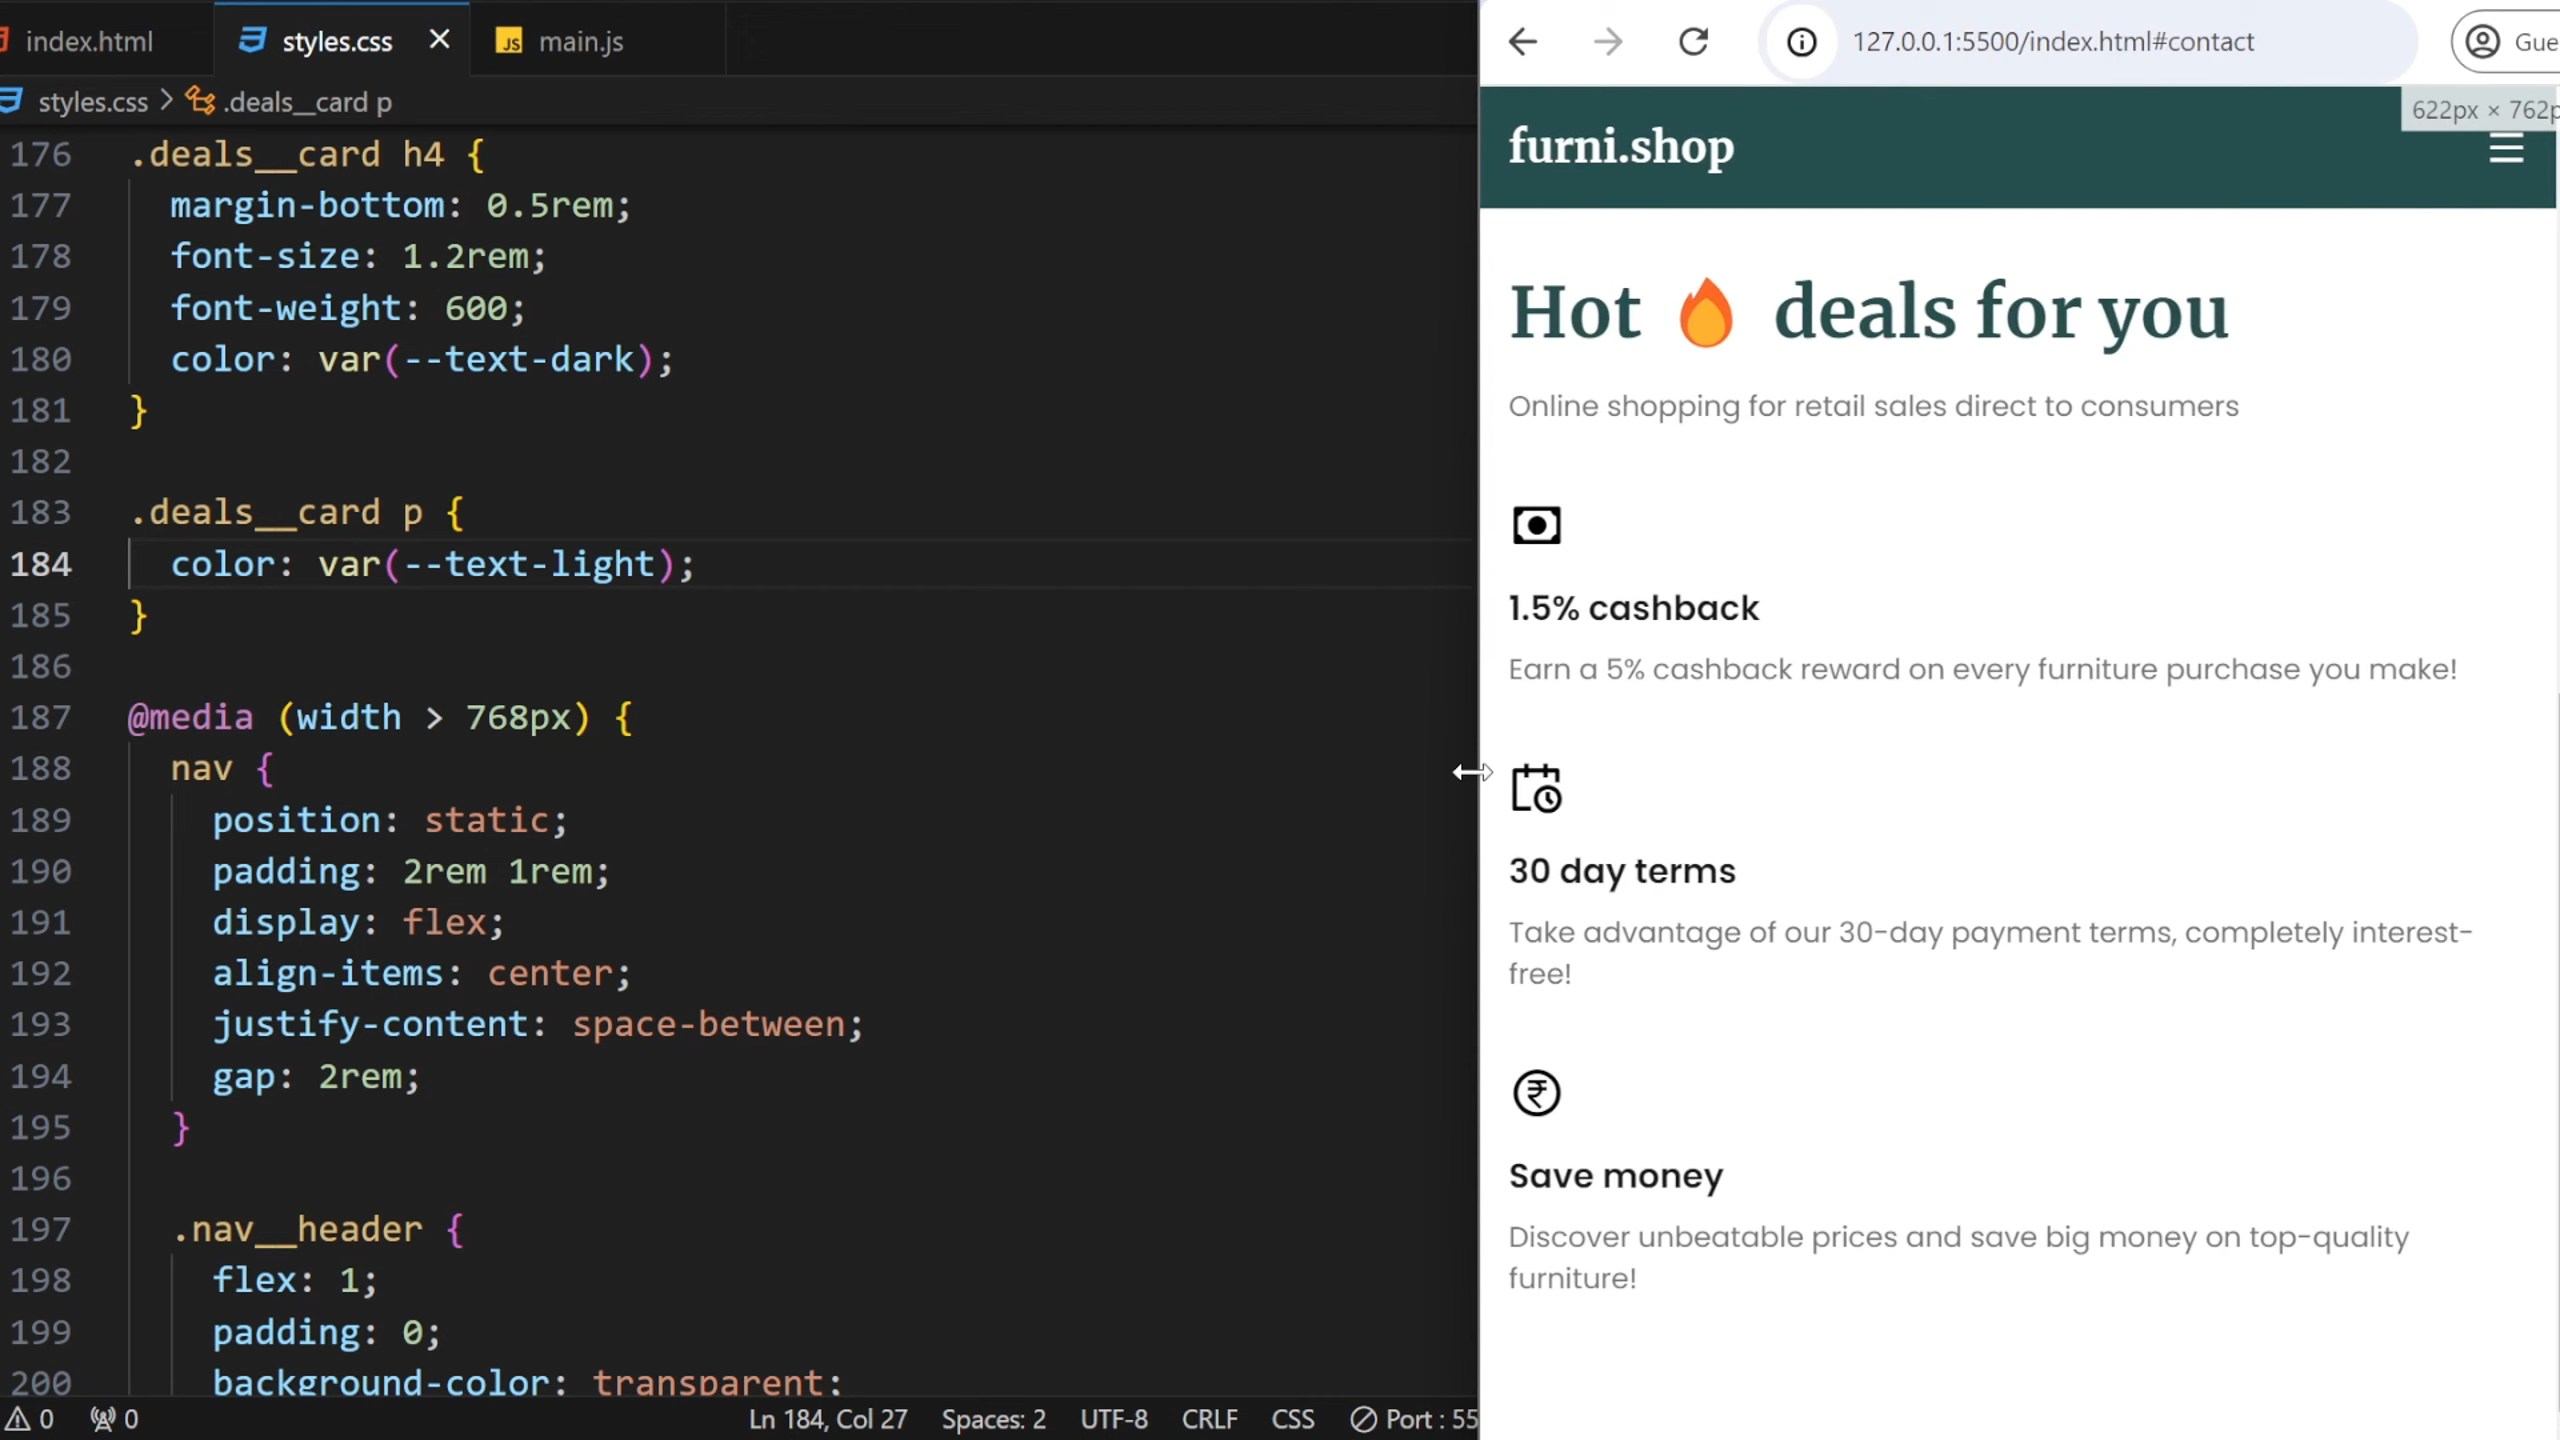 index.html styles.css main.js
styles.css > .deals__card p
176 .deals__card h4 {
177 margin-bottom: 0.5rem;
178 font-size: 1.2rem;
179 font-weight: 600;
180 color: var(--text-dark);
181 }
182
183 .deals__card p {
184 color: var(--text-light);
185 }
186
187 @media (width > 768px) {
188 nav {
189 position: static;
190 padding: 2rem 1rem;
191 display: flex;
192 align-items: center;
193 justify-content: space-between;
194 gap: 2rem;
195 }
196
197 .nav__header {
198 flex: 1;
199 padding: 0;
200 background-color: transparent;
0 0 Ln 184, Col 27 Spaces: 2 UTF-8 CRLF CSS Port : 55
127.0.0.1:5500/index.html#contact Gue
622px × 762p
furni.shop
Hot 🔥 deals for you
Online shopping for retail sales direct to consumers
1.5% cashback
Earn a 5% cashback reward on every furniture purchase you make!
30 day terms
Take advantage of our 30-day payment terms, completely interest-
free!
₹
Save money
Discover unbeatable prices and save big money on top-quality
furniture!